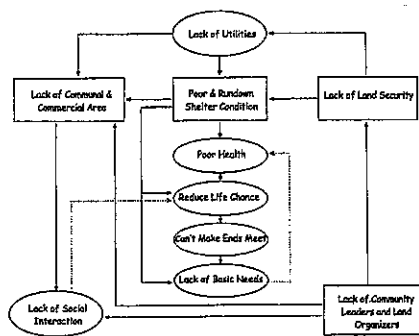 Lack of Utilities
Lack of Communal &
Commercial Area
Poor & Rundown
Shelter Condition
Lack of Land Security
Poor Health
Reduce Life Chance
Can't Make Ends Meet
Lack of Basic Needs
Lack of Social
Interaction
Lack of Community
Leaders and Land
Organizers